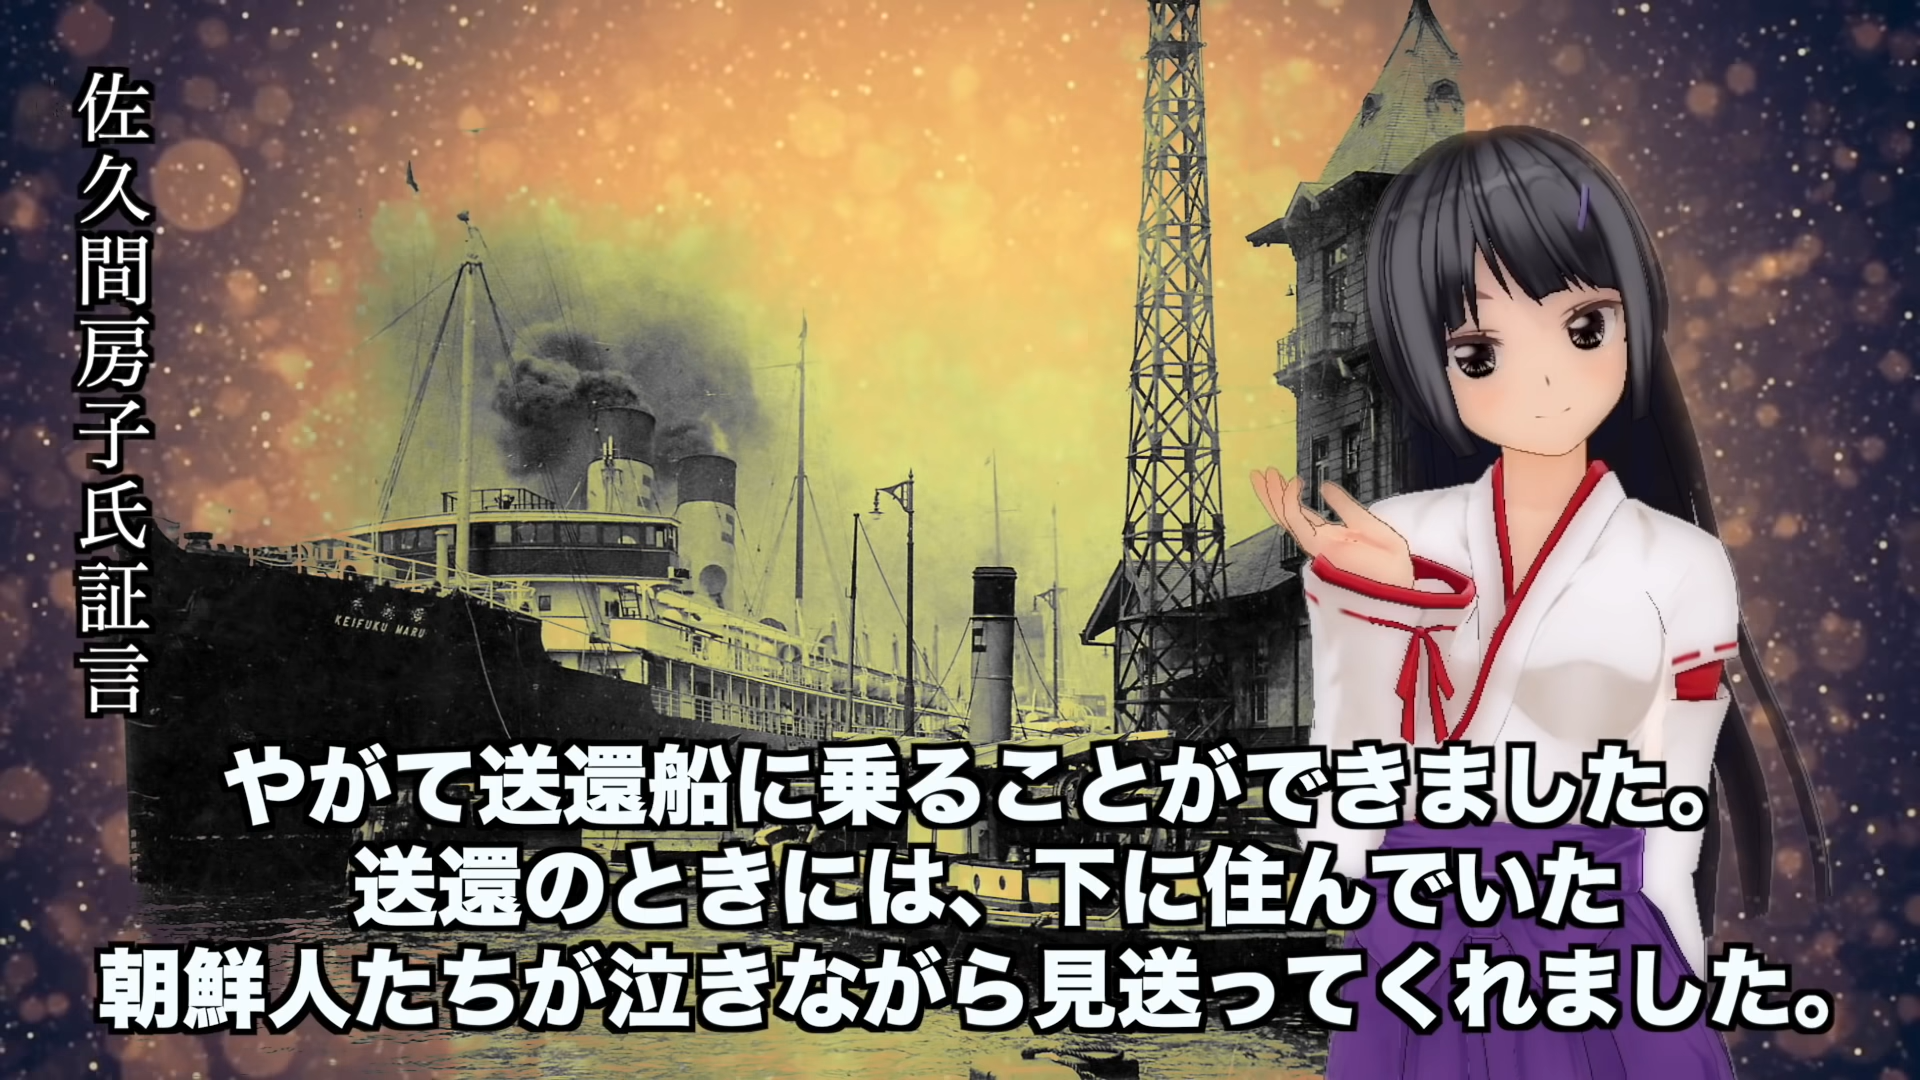 佐久間房子氏証言
KEIFUKU MARU
やがて送還船に乗ることができました。
送還のときには、下に住んでいた
朝鮮人たちが泣きながら見送ってくれました。